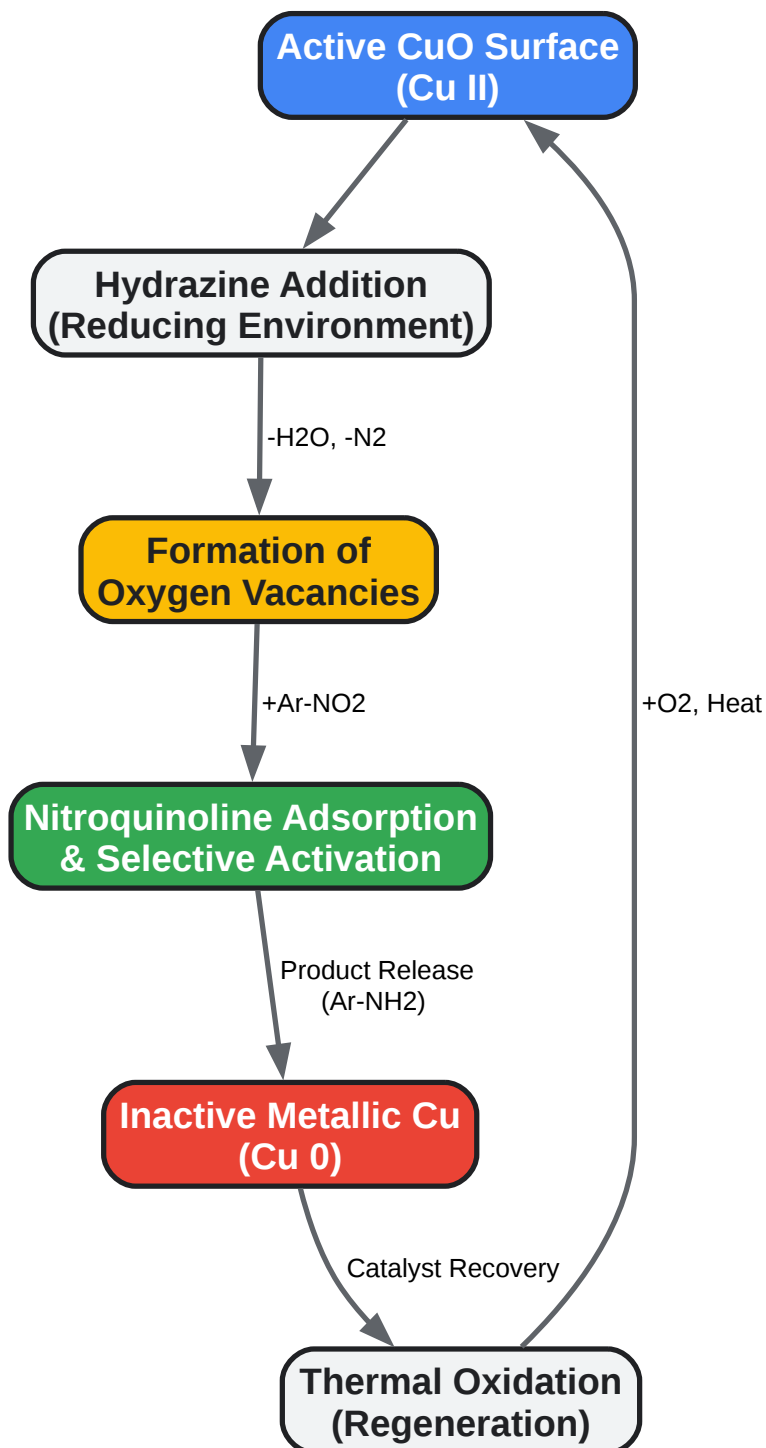 Active CuO Surface
(Cu II)
Hydrazine Addition
(Reducing Environment)
-H2O, -N2
Formation of
Oxygen Vacancies
+Ar-NO2
+O2, Heat
Nitroquinoline Adsorption
& Selective Activation
Product Release
(Ar-NH2)
Inactive Metallic Cu
(Cu 0)
Catalyst Recovery
Thermal Oxidation
(Regeneration)